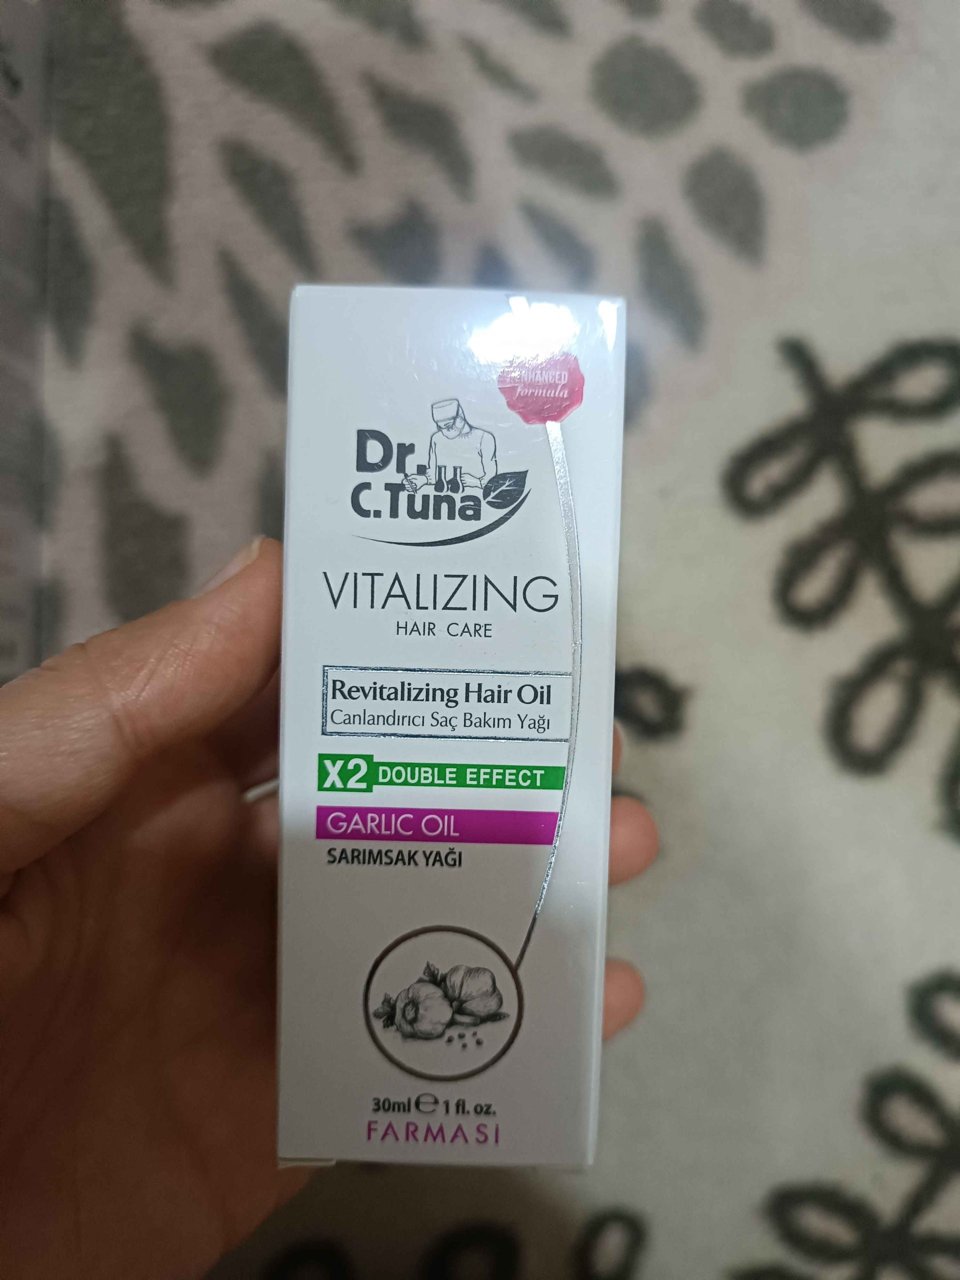 ENHANCED
formula
Dr.
C.Tuna
VITALIZING
HAIR CARE
Revitalizing Hair Oil
Canlandırıcı Saç Bakım Yağı
X2 DOUBLE EFFECT
GARLIC OIL
SARIMSAK YAĞI
30ml ℮ 1 fl. oz.
FARMASI